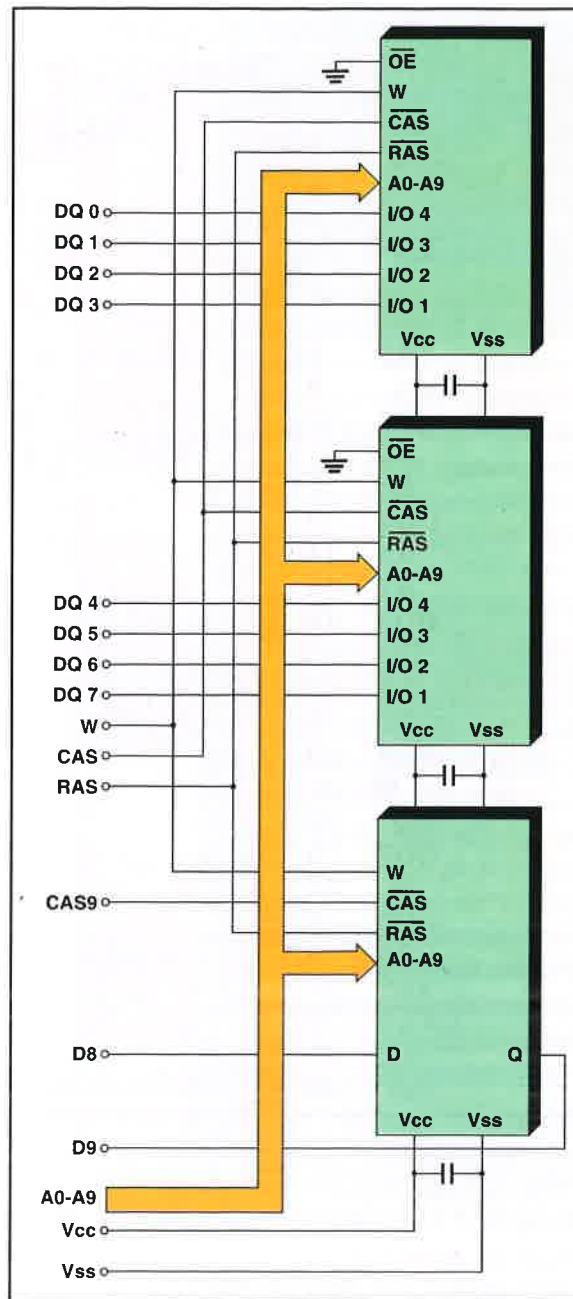 OE
W
CAS
RAS
A0-A9
DQ 0 I/O 4
DQ 1 I/O 3
DQ 2 I/O 2
DQ 3 I/O 1
Vcc Vss
OE
W
CAS
RAS
A0-A9
DQ 4 I/O 4
DQ 5 I/O 3
DQ 6 I/O 2
DQ 7 I/O 1
W
Vcc Vss
CAS
RAS
W
CAS9 CAS
RAS
A0-A9
D8 D Q
Vcc Vss
D9
A0-A9
Vcc
Vss